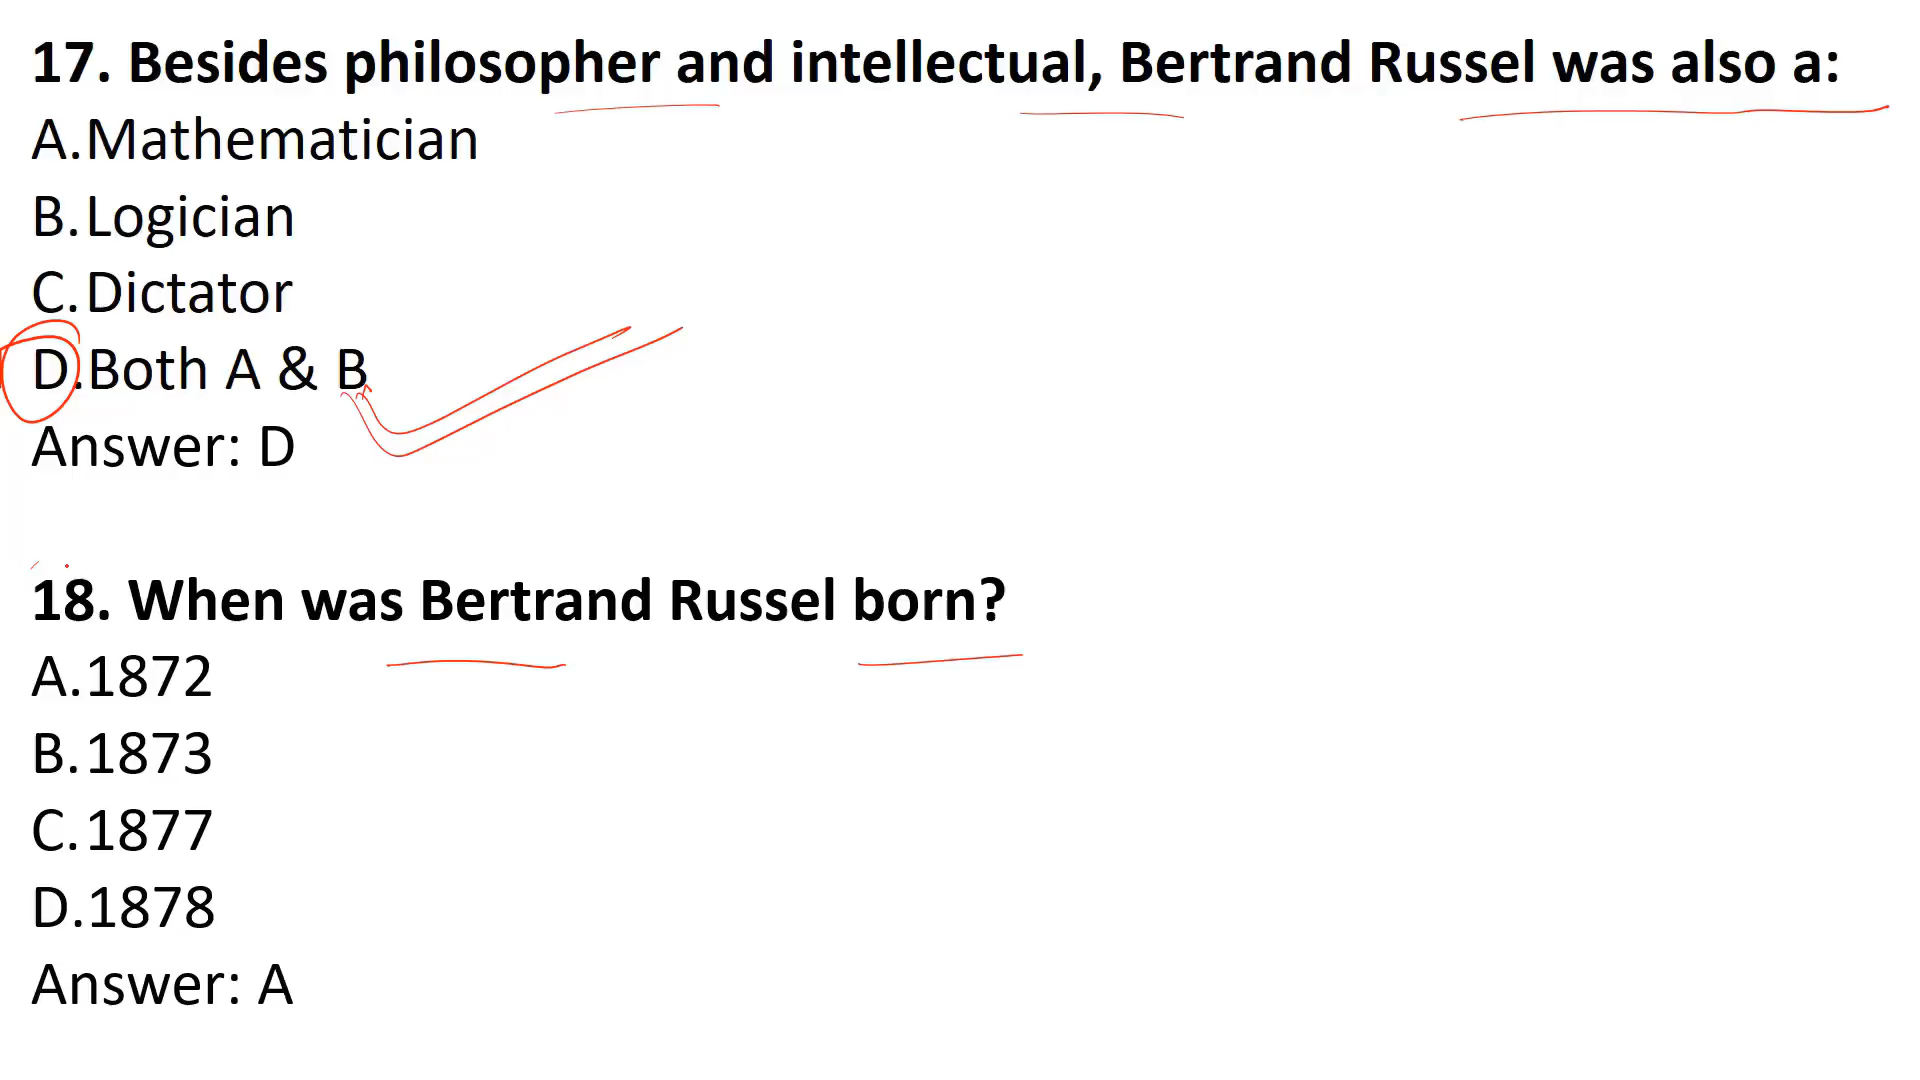 17. Besides philosopher and intellectual, Bertrand Russel was also a:
A.Mathematician
B.Logician
C.Dictator
D.Both A & B
Answer: D
18. When was Bertrand Russel born?
A.1872
B.1873
C.1877
D.1878
Answer: A